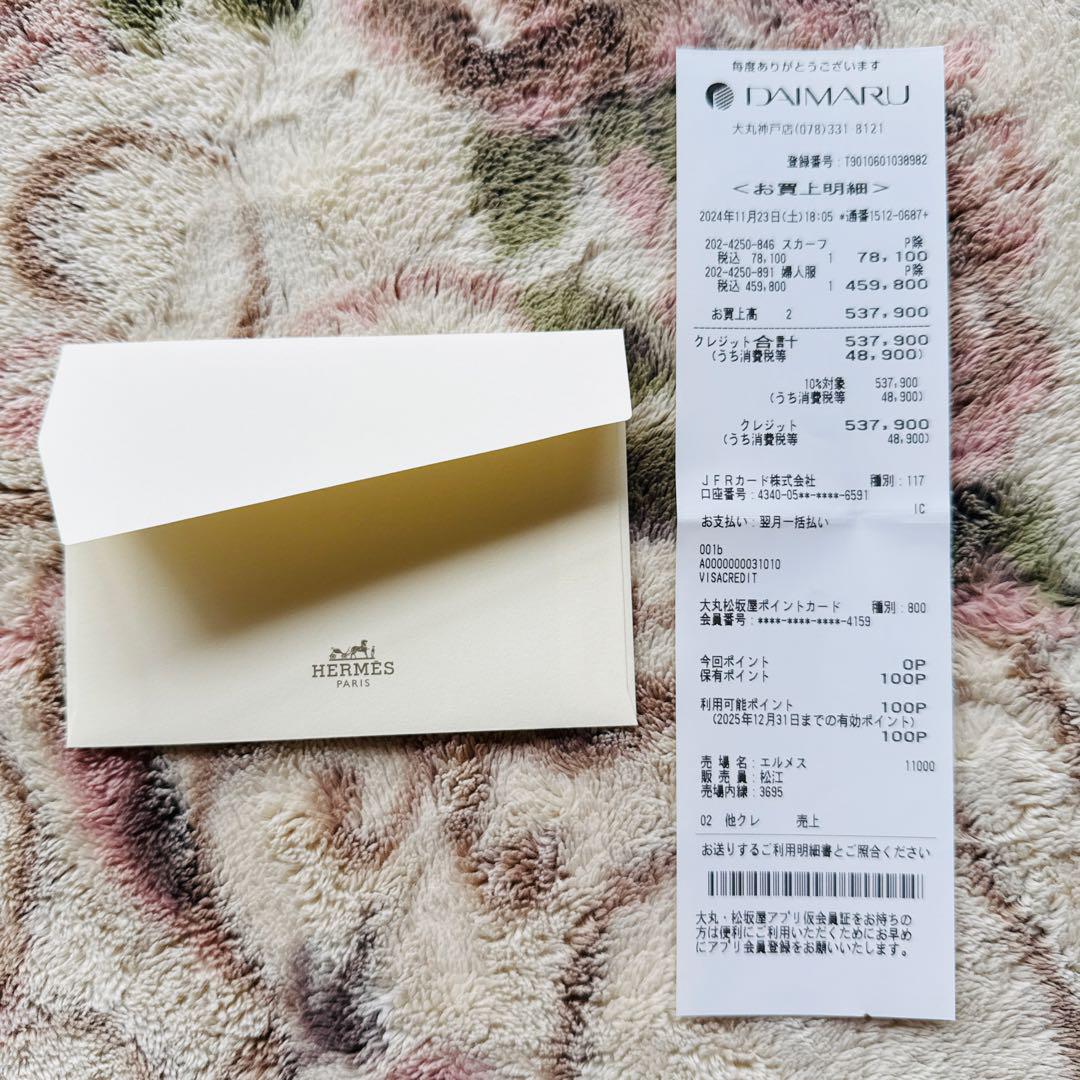 HERMÈS
PARIS
毎度ありがとうございます
DAIMARU
大丸神戸店(078)331 8121
登録番号:T9010601038982
<お買上明細>
2024年11月23日(土)18:05 *通番1512-0687+
202-4250-846 スカーフ P除
税込 78,100 1 78,100
202-4250-891 婦人服 P除
税込 459,800 1 459,800
お買上高 2 537,900
クレジット合計 537,900
(うち消費税等 48,900)
10%対象 537,900
(うち消費税等 48,900)
クレジット 537,900
(うち消費税等 48,900)
JFRカード株式会社 種別:117
口座番号:4340-05**-****-6591
IC
お支払い:翌月一括払い
001b
A0000000031010
VISACREDIT
大丸松坂屋ポイントカード 種別:800
会員番号:****-****-****-4159
今回ポイント 0P
保有ポイント 100P
利用可能ポイント 100P
(2025年12月31日までの有効ポイント)
100P
売場名:エルメス 11000
販売員:松江
売場内線:3695
02 他クレ 売上
お送りするご利用明細書とご照合ください
大丸・松坂屋アプリ仮会員証をお持ちの
方は便利にご利用いただくためにお早め
にアプリ会員登録をお願いいたします。